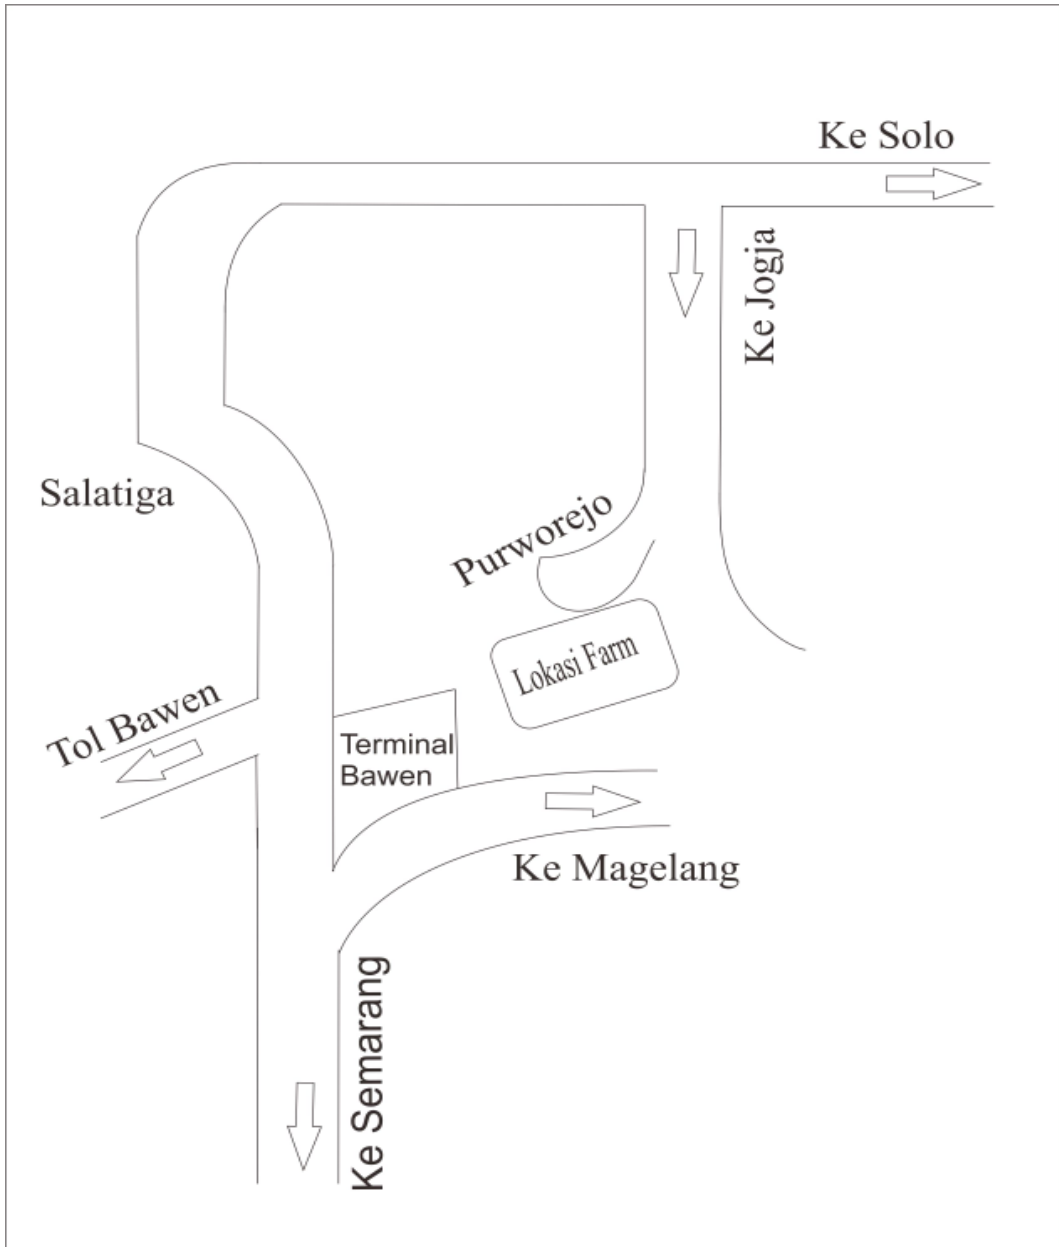 Ke Solo
Ke Jogja
Salatiga
Purworejo
Lokasi Farm
Tol Bawen
Terminal
Bawen
Ke Magelang
Ke Semarang